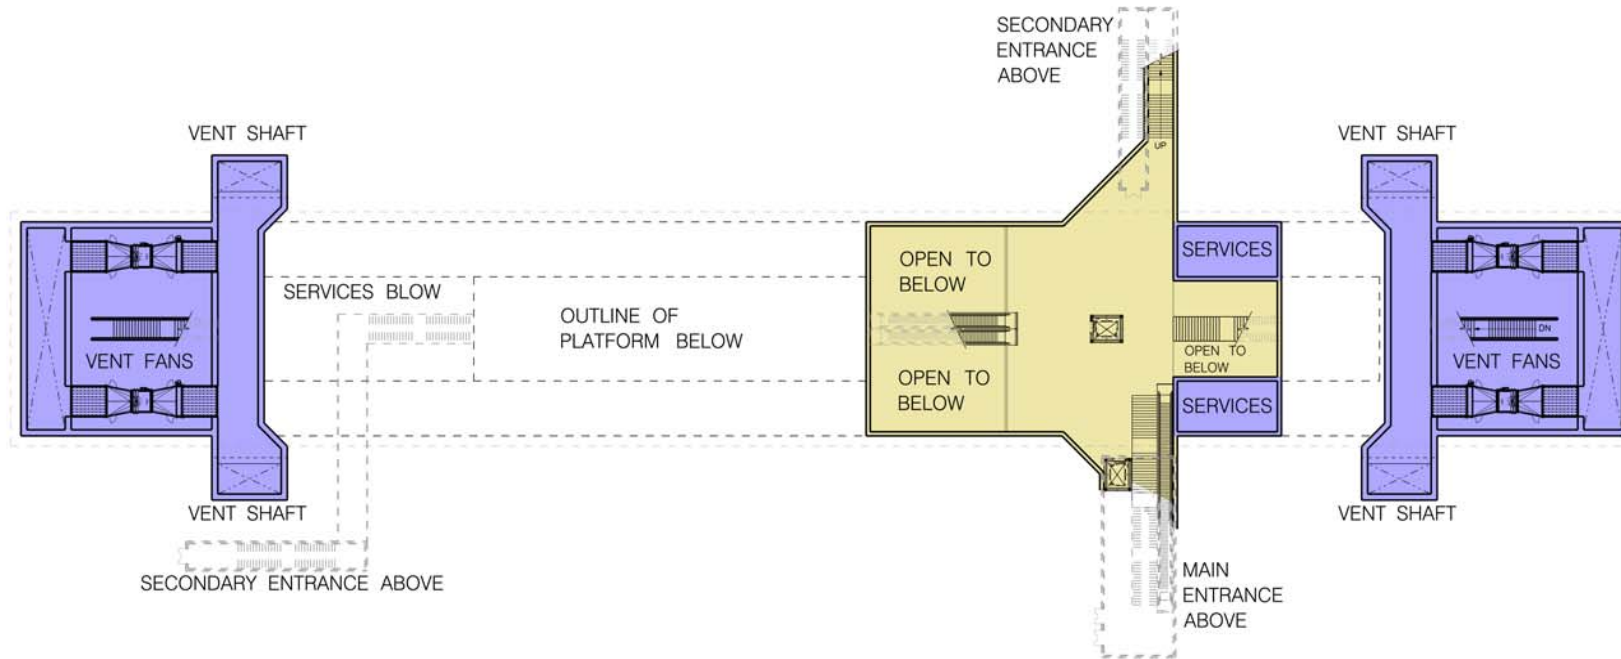 SECONDARY
ENTRANCE
ABOVE
VENT SHAFT
VENT SHAFT
UP
OPEN TO
BELOW
SERVICES
SERVICES BLOW
OUTLINE OF
PLATFORM BELOW
DN
VENT FANS
OPEN TO
BELOW
VENT FANS
OPEN TO
BELOW
SERVICES
VENT SHAFT
VENT SHAFT
SECONDARY ENTRANCE ABOVE
MAIN
ENTRANCE
ABOVE